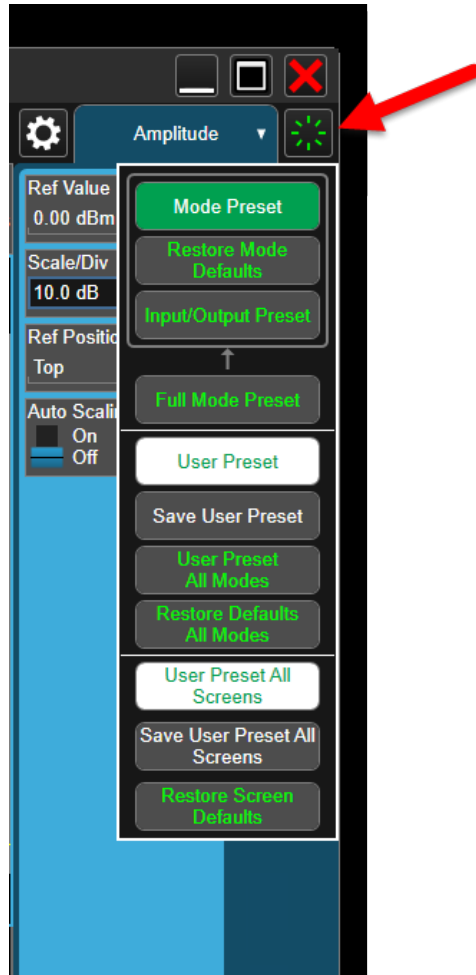 Amplitude
Ref Value
0.00 dBm
Scale/Div
10.0 dB
Ref Positio
Top
Auto Scalin
On
Off
Mode Preset
Restore Mode
Defaults
Input/Output Preset
Full Mode Preset
User Preset
Save User Preset
User Preset
All Modes
Restore Defaults
All Modes
User Preset All
Screens
Save User Preset All
Screens
Restore Screen
Defaults